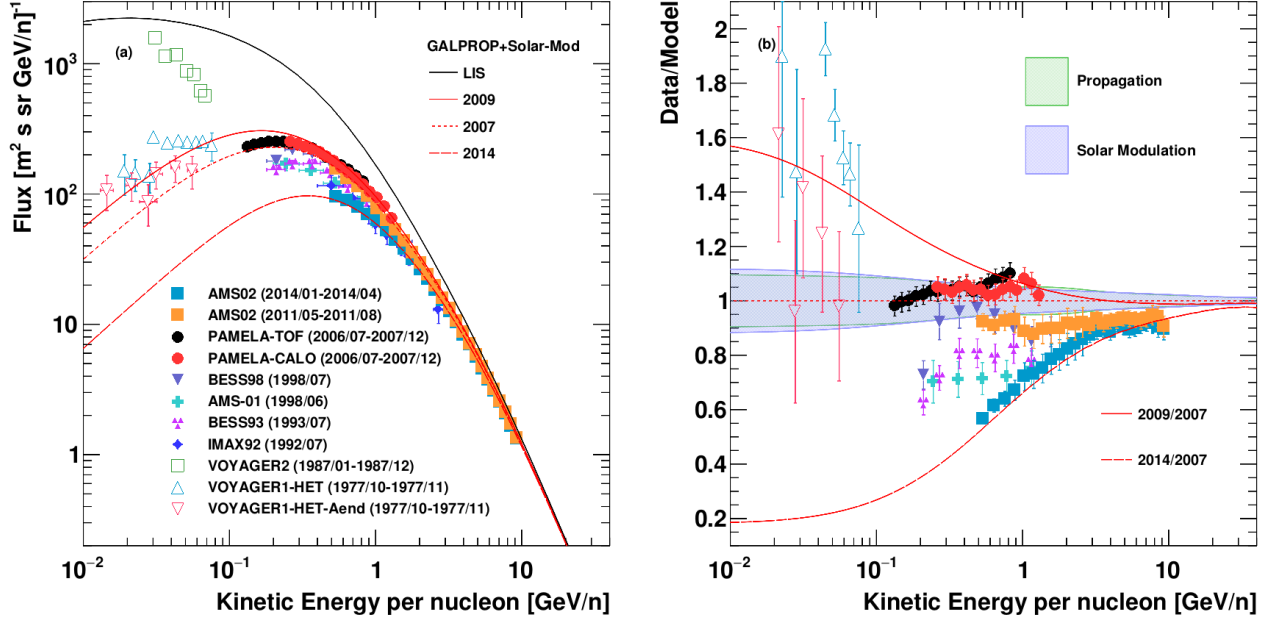 Flux [m² s sr GeV/n]⁻¹
10³
10²
10
1
(a)
GALPROP+Solar-Mod
LIS
2009
2007
2014
AMS02 (2014/01-2014/04)
AMS02 (2011/05-2011/08)
PAMELA-TOF (2006/07-2007/12)
PAMELA-CALO (2006/07-2007/12)
BESS98 (1998/07)
AMS-01 (1998/06)
BESS93 (1993/07)
IMAX92 (1992/07)
VOYAGER2 (1987/01-1987/12)
VOYAGER1-HET (1977/10-1977/11)
VOYAGER1-HET-Aend (1977/10-1977/11)
10⁻² 10⁻¹ 1 10
Kinetic Energy per nucleon [GeV/n]
Data/Model
2
1.8
1.6
1.4
1.2
1
0.8
0.6
0.4
0.2
(b)
Propagation
Solar Modulation
2009/2007
2014/2007
10⁻² 10⁻¹ 1 10
Kinetic Energy per nucleon [GeV/n]